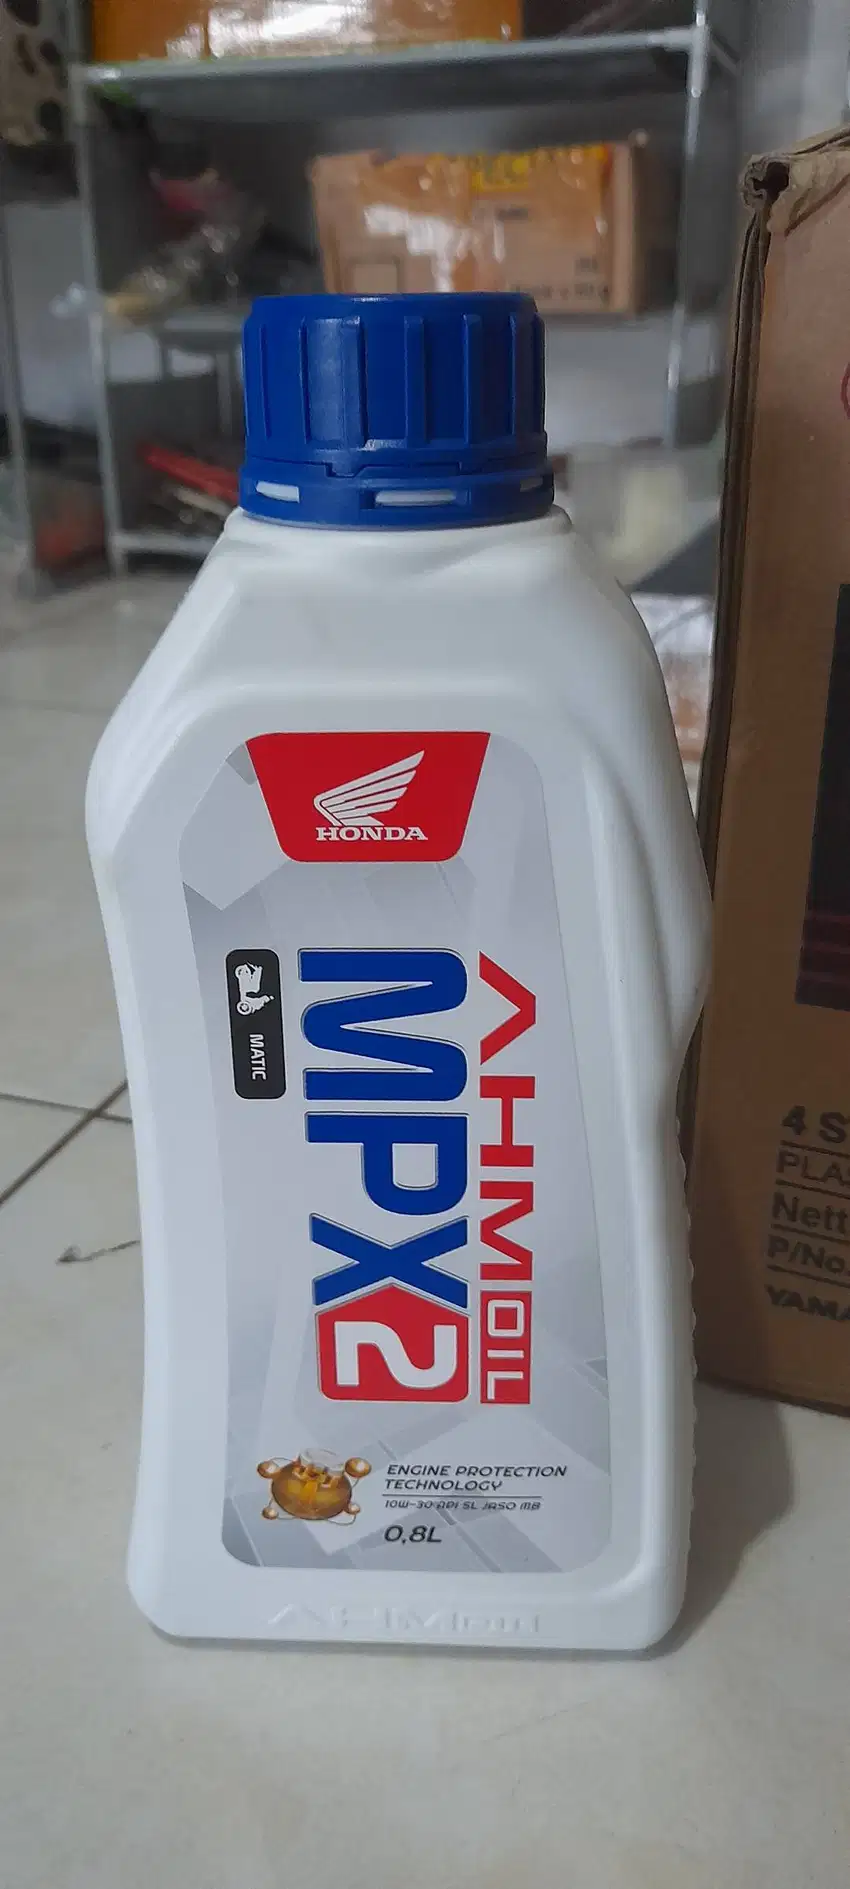 HONDA
AHM OIL
MPX2
MATIC
ENGINE PROTECTION
TECHNOLOGY
10W-30 API SL JASO MB
0,8L
AHM OIL
4 S
PLA
Nett
P/No.
YAMA